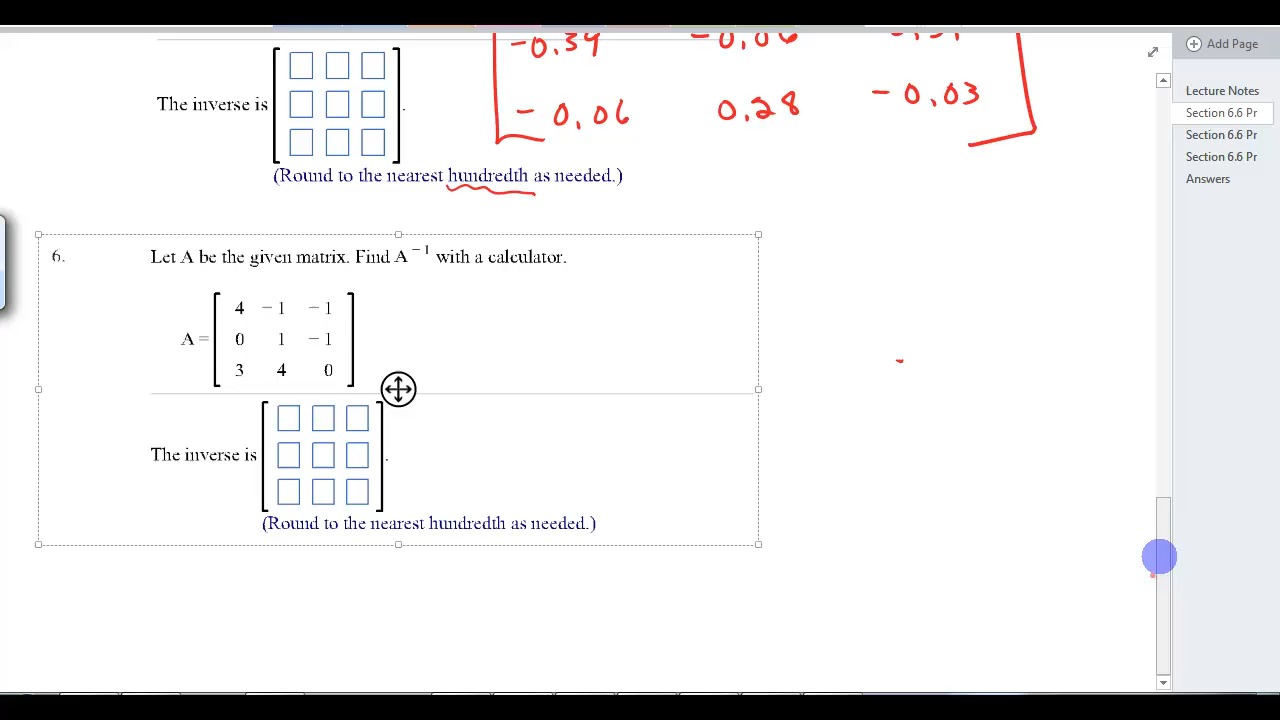 -0.39 -0.06
-0.06 0.28 -0.03
The inverse is .
(Round to the nearest hundredth as needed.)
6. Let A be the given matrix. Find A⁻¹ with a calculator.
4 −1 −1
A = 0 1 −1
3 4 0
The inverse is .
(Round to the nearest hundredth as needed.)
Add Page
Lecture Notes
Section 6.6 Pr
Section 6.6 Pr
Section 6.6 Pr
Answers